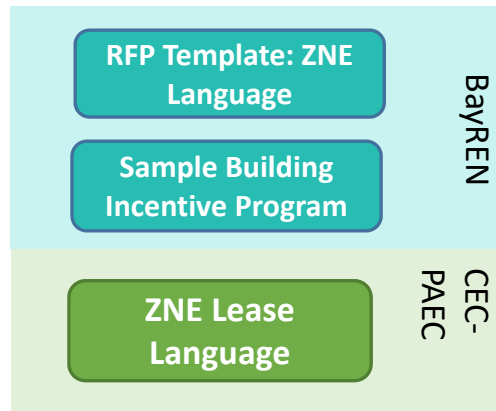 RFP Template: ZNE
Language
Sample Building
Incentive Program
BayREN
ZNE Lease
Language
CEC-
PAEC